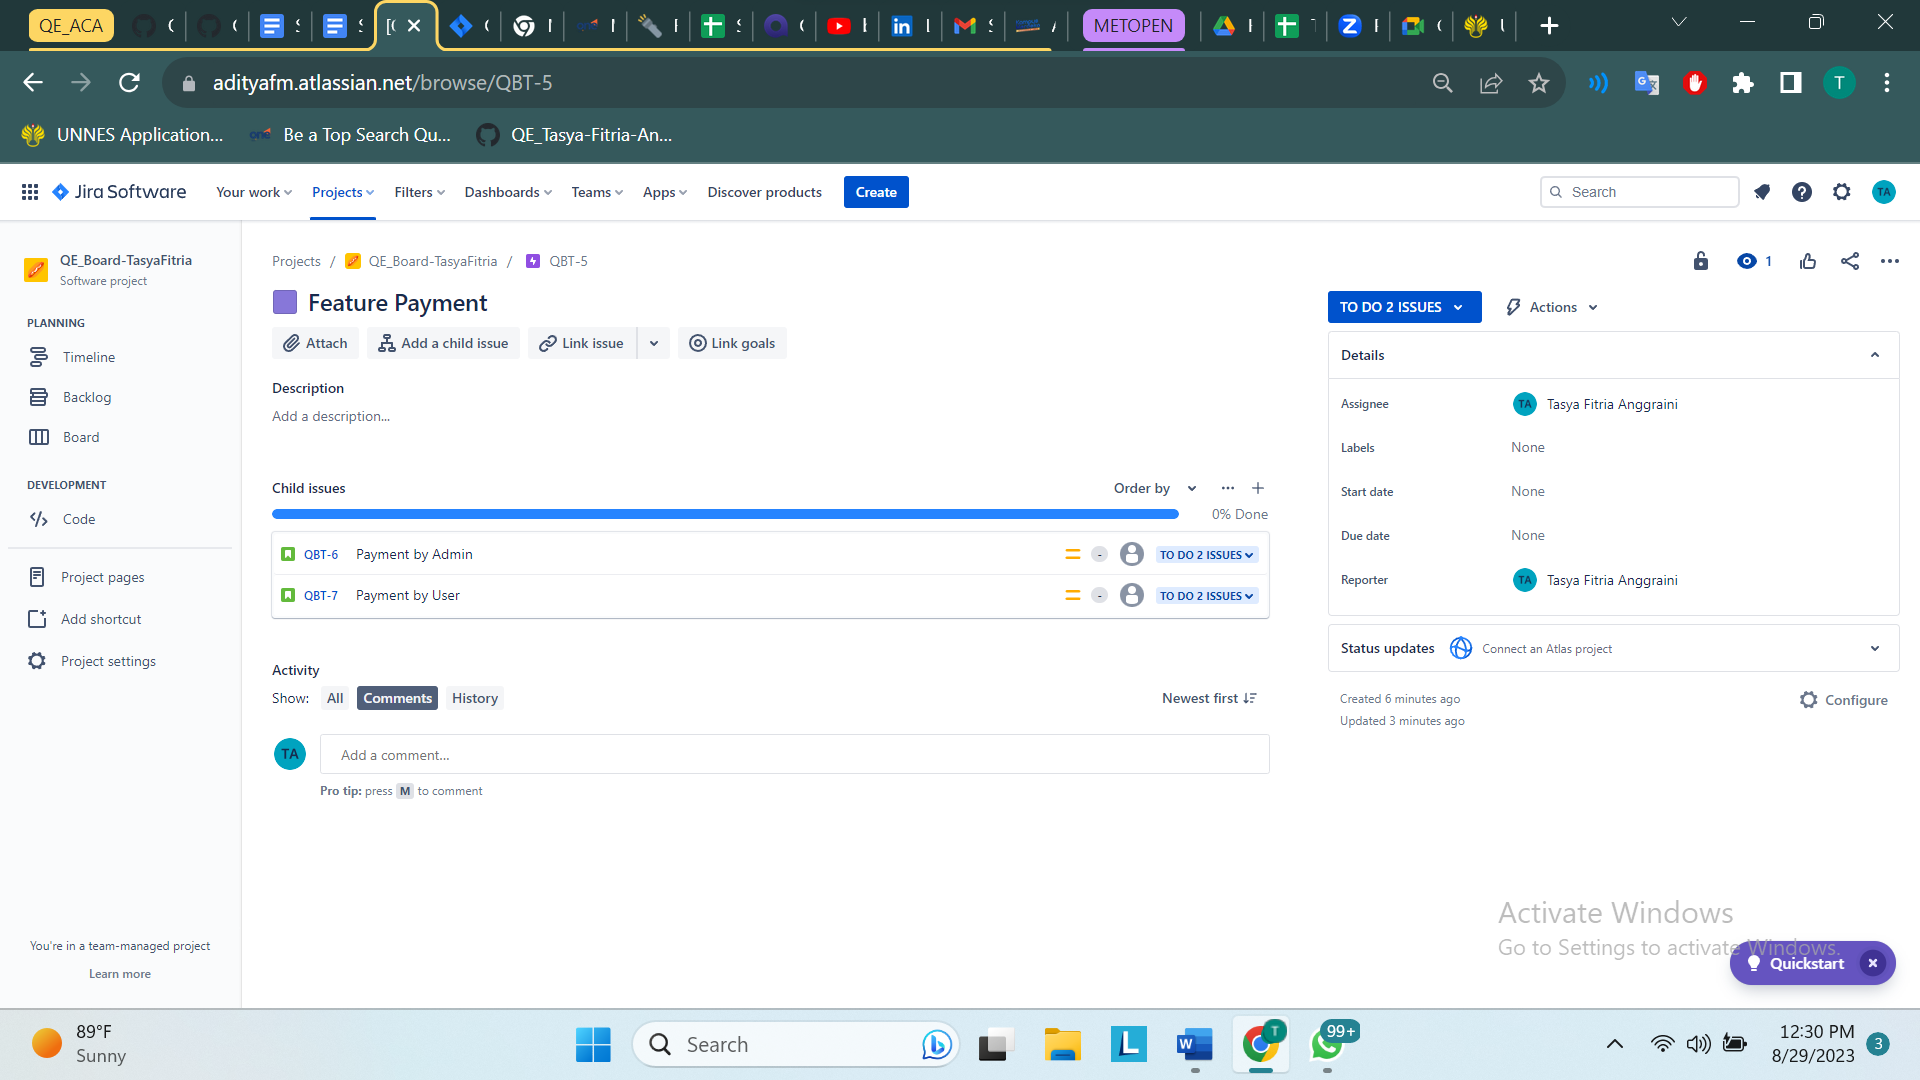 QE_ACA
METOPEN
adityafm.atlassian.net/browse/QBT-5
T
UNNES Application...
one
Be a Top Search Qu...
QE_Tasya-Fitria-An...
Jira Software
Your work
Projects
Filters
Dashboards
Teams
Apps
Discover products
Create
Search
TA
QE_Board-TasyaFitria
Software project
PLANNING
Timeline
Backlog
Board
DEVELOPMENT
Code
Project pages
Add shortcut
Project settings
You're in a team-managed project
Learn more
Projects / QE_Board-TasyaFitria / QBT-5
1
Feature Payment
Attach
Add a child issue
Link issue
Link goals
Description
Add a description...
Child issues
Order by
0% Done
QBT-6 Payment by Admin - TO DO 2 ISSUES
QBT-7 Payment by User - TO DO 2 ISSUES
Activity
Show: All Comments History
Newest first
TA
Add a comment...
Pro tip: press M to comment
TO DO 2 ISSUES
Actions
Details
Assignee TA Tasya Fitria Anggraini
Labels None
Start date None
Due date None
Reporter TA Tasya Fitria Anggraini
Status updates Connect an Atlas project
Created 6 minutes ago
Updated 3 minutes ago
Configure
Activate Windows
Go to Settings to activate Windows.
Quickstart
89°F
Sunny
Search
L
W
T
99+
12:30 PM
8/29/2023
3